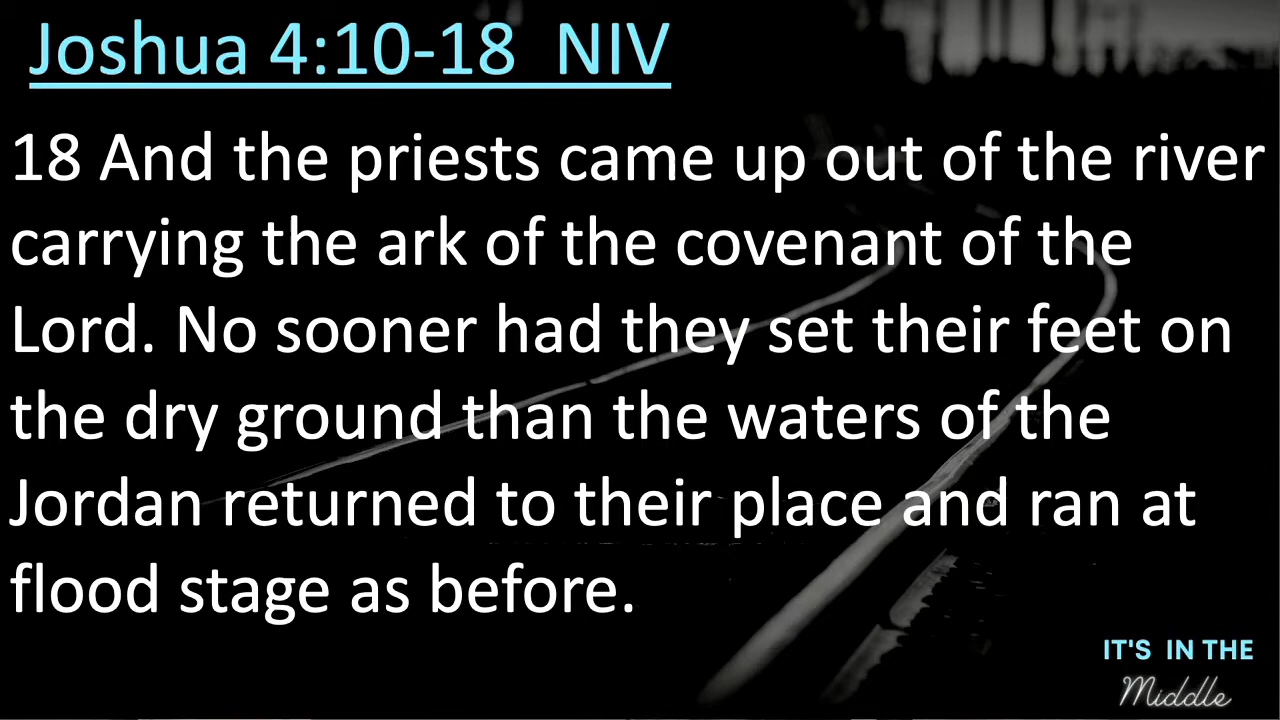 Joshua 4:10-18 NIV
18 And the priests came up out of the river
carrying the ark of the covenant of the
Lord. No sooner had they set their feet on
the dry ground than the waters of the
Jordan returned to their place and ran at
flood stage as before.
IT'S IN THE
Middle